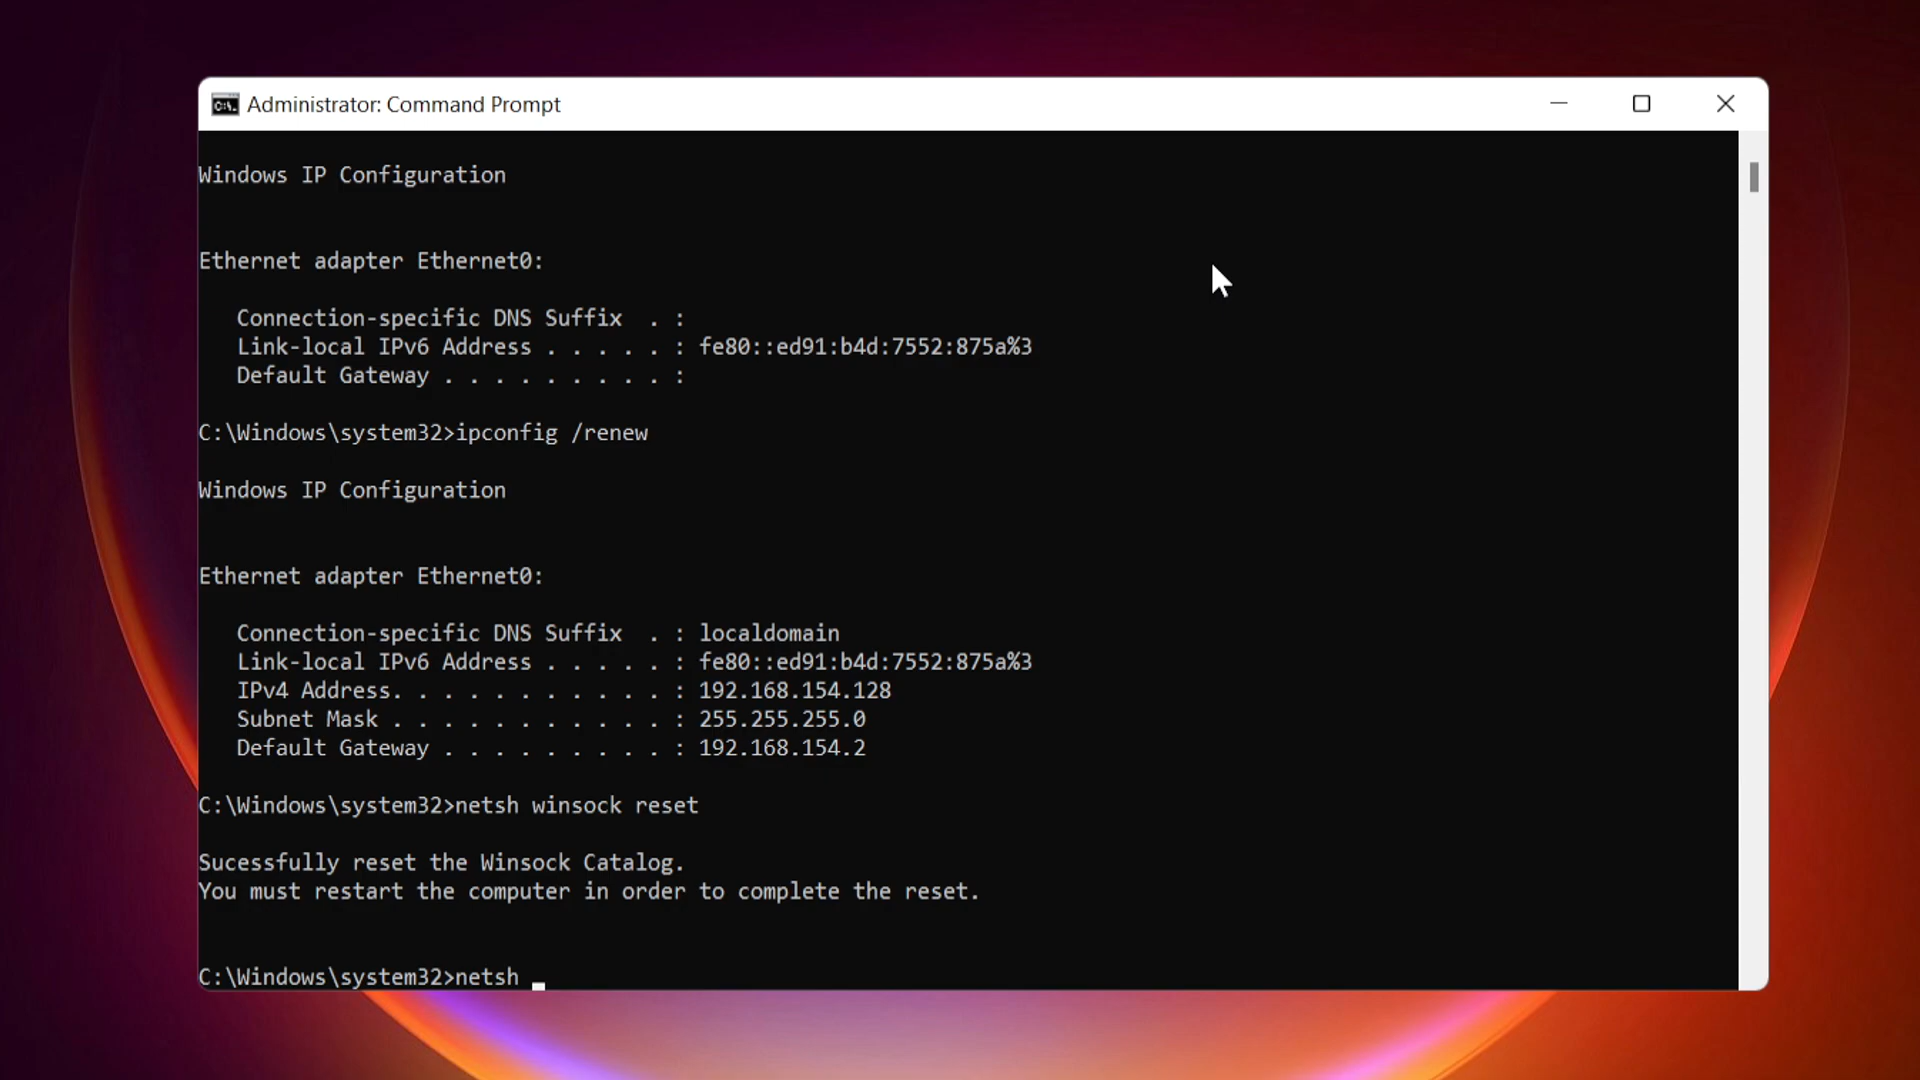 Administrator: Command Prompt
Windows IP Configuration
Ethernet adapter Ethernet0:
Connection-specific DNS Suffix  . :
Link-local IPv6 Address . . . . . : fe80::ed91:b4d:7552:875a%3
Default Gateway . . . . . . . . . :
C:\Windows\system32>ipconfig /renew
Windows IP Configuration
Ethernet adapter Ethernet0:
Connection-specific DNS Suffix  . : localdomain
Link-local IPv6 Address . . . . . : fe80::ed91:b4d:7552:875a%3
IPv4 Address. . . . . . . . . . . : 192.168.154.128
Subnet Mask . . . . . . . . . . . : 255.255.255.0
Default Gateway . . . . . . . . . : 192.168.154.2
C:\Windows\system32>netsh winsock reset
Sucessfully reset the Winsock Catalog.
You must restart the computer in order to complete the reset.
C:\Windows\system32>netsh